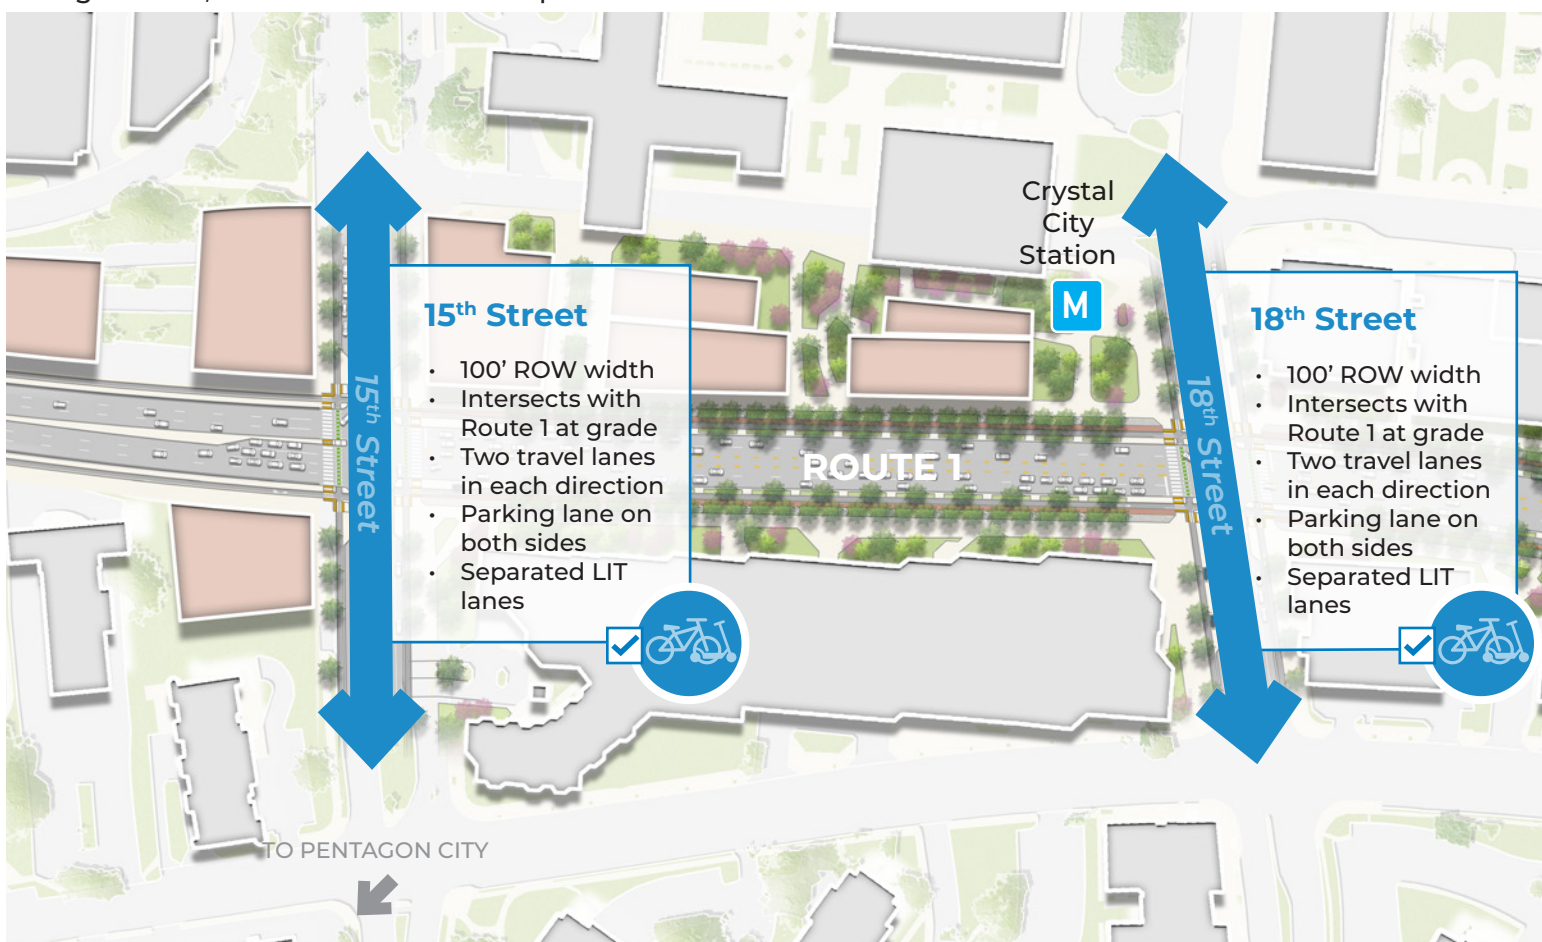 Crystal
City
Station
M
15th Street
• 100’ ROW width
• Intersects with
Route 1 at grade
• Two travel lanes
in each direction
• Parking lane on
both sides
• Separated LIT
lanes
15th Street
ROUTE 1
18th Street
• 100’ ROW width
• Intersects with
Route 1 at grade
• Two travel lanes
in each direction
• Parking lane on
both sides
• Separated LIT
lanes
18th Street
TO PENTAGON CITY